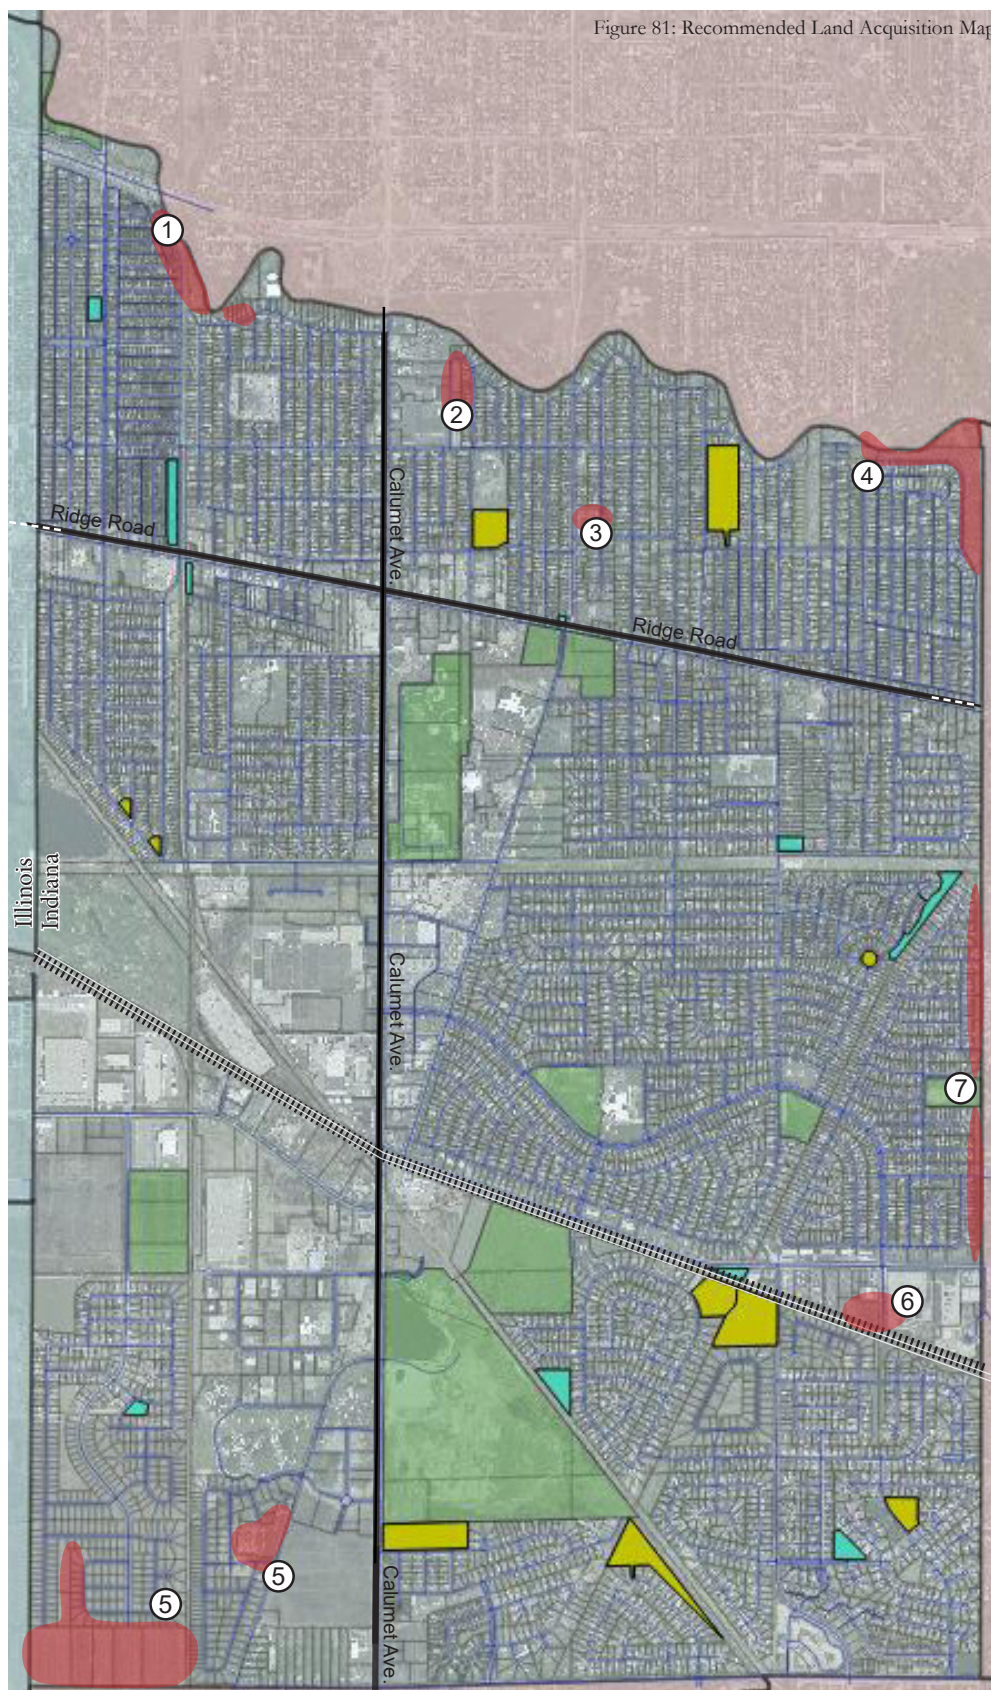 Figure 81: Recommended Land Acquisition Map
1
2
4
3
Calumet Ave.
Ridge Road
Ridge Road
Illinois
Indiana
Calumet Ave.
7
6
5
5
Calumet Ave.